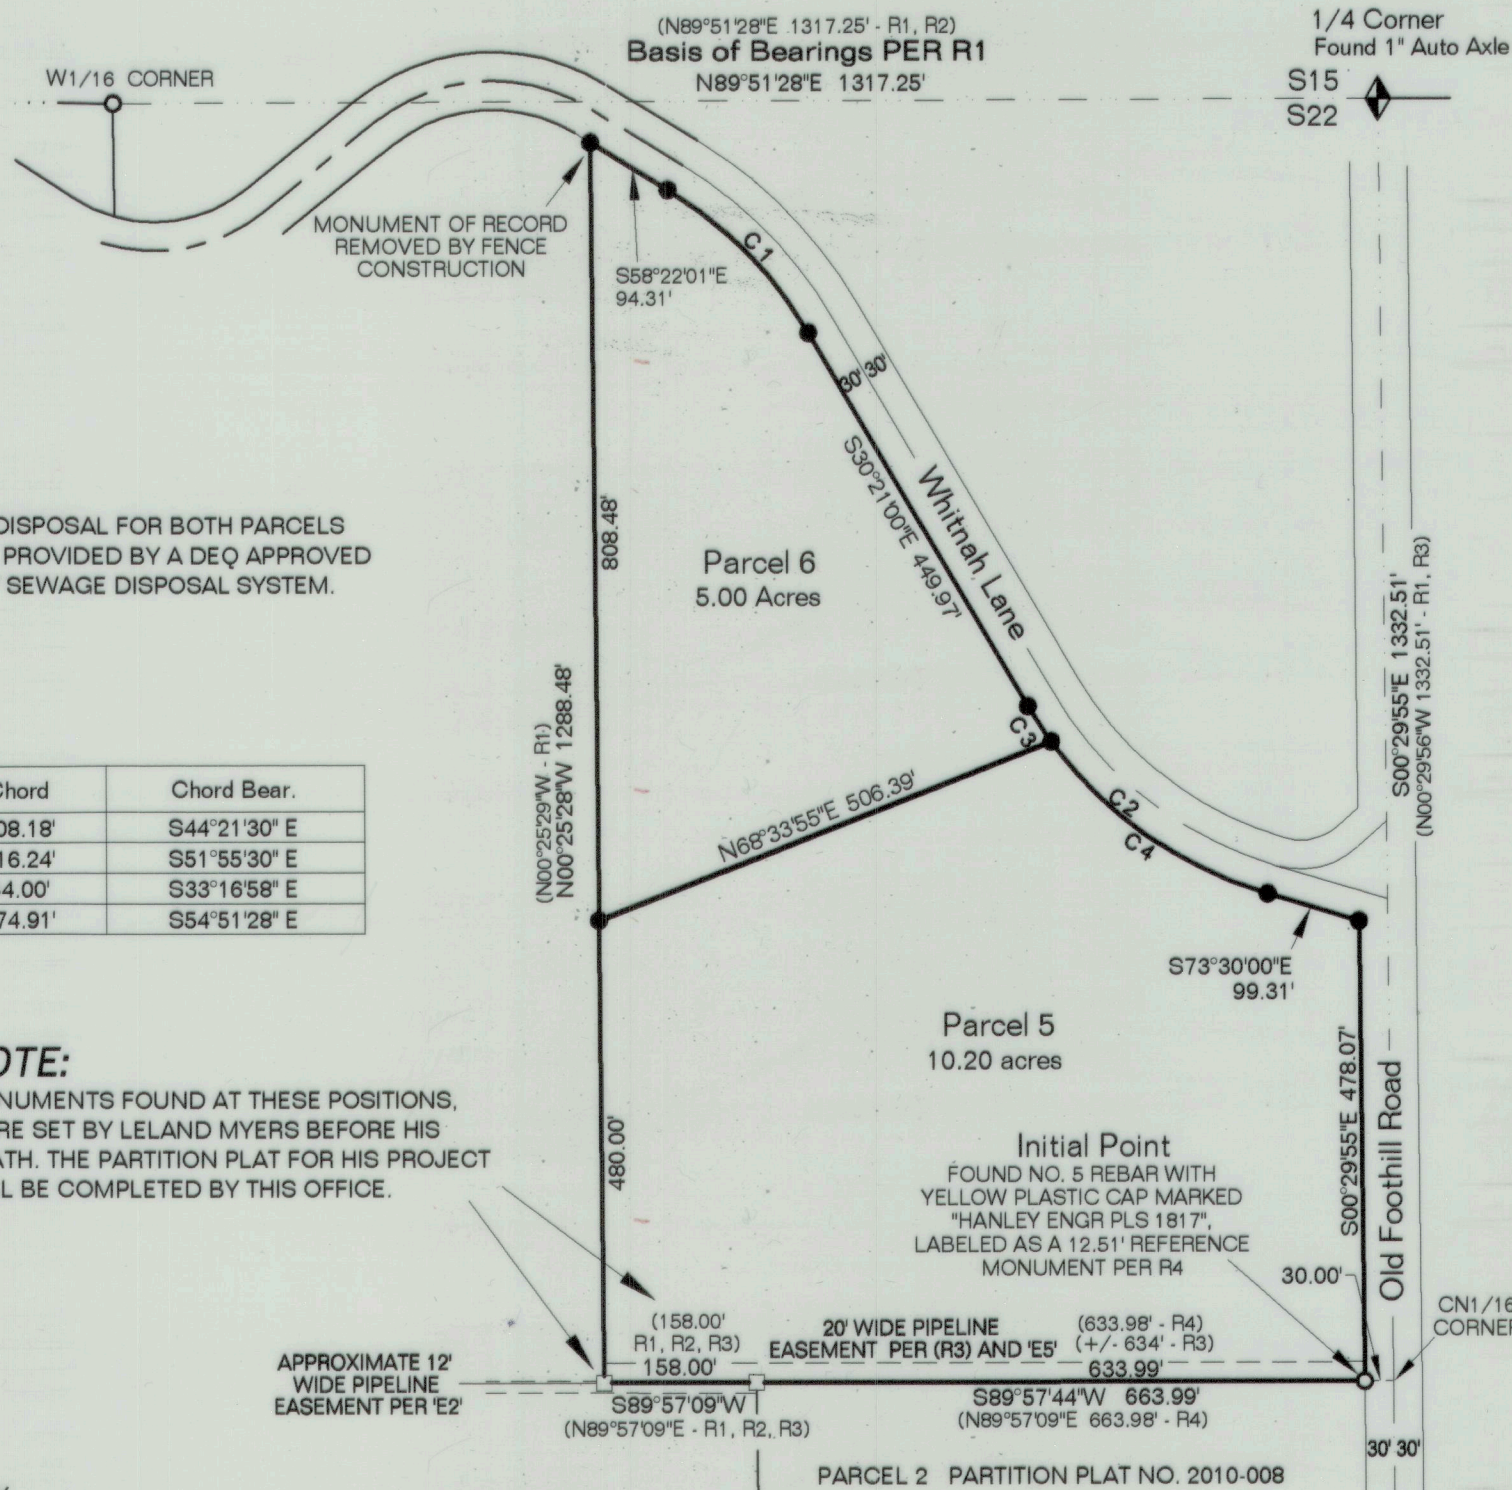 (N89°51'28"E 1317.25' - R1, R2)
Basis of Bearings PER R1
N89°51'28"E 1317.25'
1/4 Corner
Found 1" Auto Axle
S15
S22
W1/16 CORNER
MONUMENT OF RECORD
REMOVED BY FENCE
CONSTRUCTION
S58°22'01"E
94.31'
C1
30' 30'
S30°21'00"E 449.97'
Whitnah Lane
808.48'
Parcel 6
5.00 Acres
DISPOSAL FOR BOTH PARCELS
PROVIDED BY A DEQ APPROVED
SEWAGE DISPOSAL SYSTEM.
(N00°25'29"W - R1)
N00°25'28"W 1288.48'
S00°29'55"E 1332.51'
(N00°29'56"W 1332.51' - R1, R3)
C3
C2
C4
N68°33'55"E 506.39'
Chord Chord Bear.
08.18' S44°21'30" E
16.24' S51°55'30" E
4.00' S33°16'58" E
74.91' S54°51'28" E
S73°30'00"E
99.31'
Parcel 5
10.20 acres
OTE:
NUMENTS FOUND AT THESE POSITIONS,
RE SET BY LELAND MYERS BEFORE HIS
ATH. THE PARTITION PLAT FOR HIS PROJECT
L BE COMPLETED BY THIS OFFICE.
480.00'
S00°29'55"E 478.07'
Old Foothill Road
Initial Point
FOUND NO. 5 REBAR WITH
YELLOW PLASTIC CAP MARKED
"HANLEY ENGR PLS 1817",
LABELED AS A 12.51' REFERENCE
MONUMENT PER R4
30.00'
CN1/16
CORNER
(158.00'
R1, R2, R3)
158.00'
20' WIDE PIPELINE
EASEMENT PER (R3) AND 'E5'
(633.98' - R4)
(+/- 634' - R3)
633.99'
APPROXIMATE 12'
WIDE PIPELINE
EASEMENT PER 'E2'
S89°57'09"W
(N89°57'09"E - R1, R2, R3)
S89°57'44"W 663.99'
(N89°57'09"E 663.98' - R4)
30' 30'
PARCEL 2 PARTITION PLAT NO. 2010-008